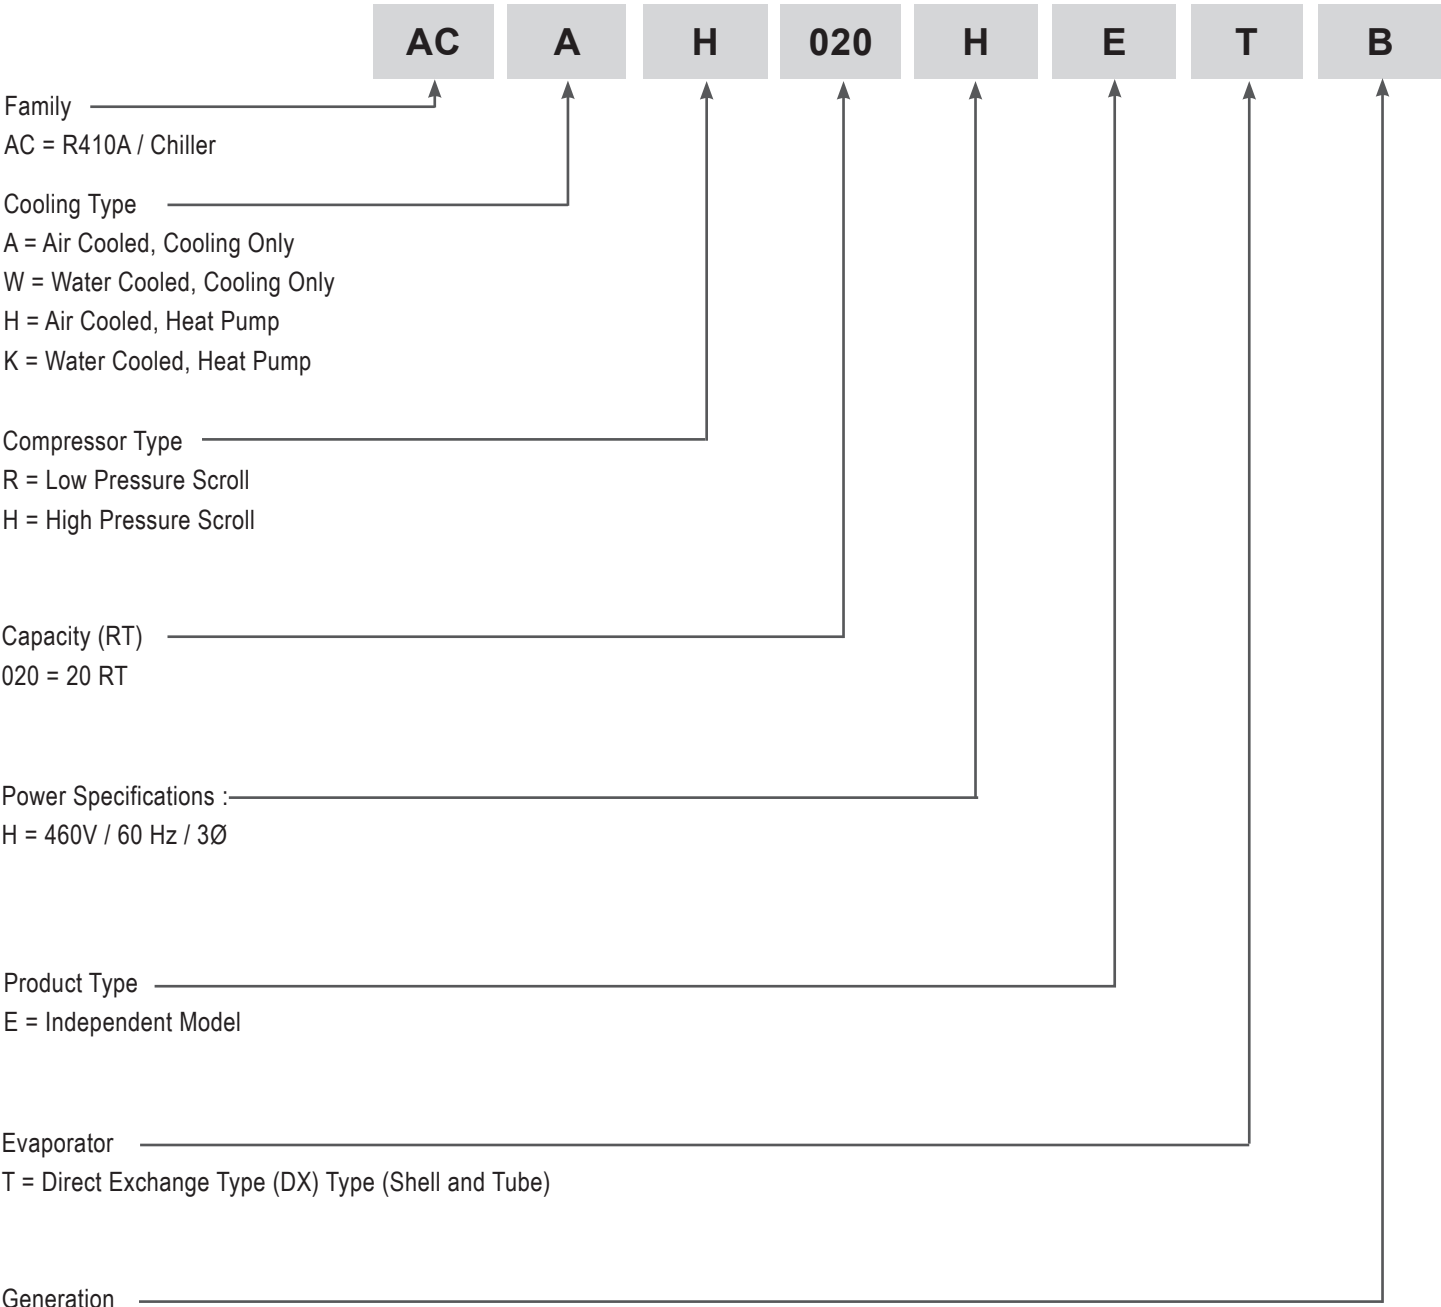 AC A H 020 H E T B
Family
AC = R410A / Chiller
Cooling Type
A = Air Cooled, Cooling Only
W = Water Cooled, Cooling Only
H = Air Cooled, Heat Pump
K = Water Cooled, Heat Pump
Compressor Type
R = Low Pressure Scroll
H = High Pressure Scroll
Capacity (RT)
020 = 20 RT
Power Specifications :
H = 460V / 60 Hz / 3Ø
Product Type
E = Independent Model
Evaporator
T = Direct Exchange Type (DX) Type (Shell and Tube)
Generation